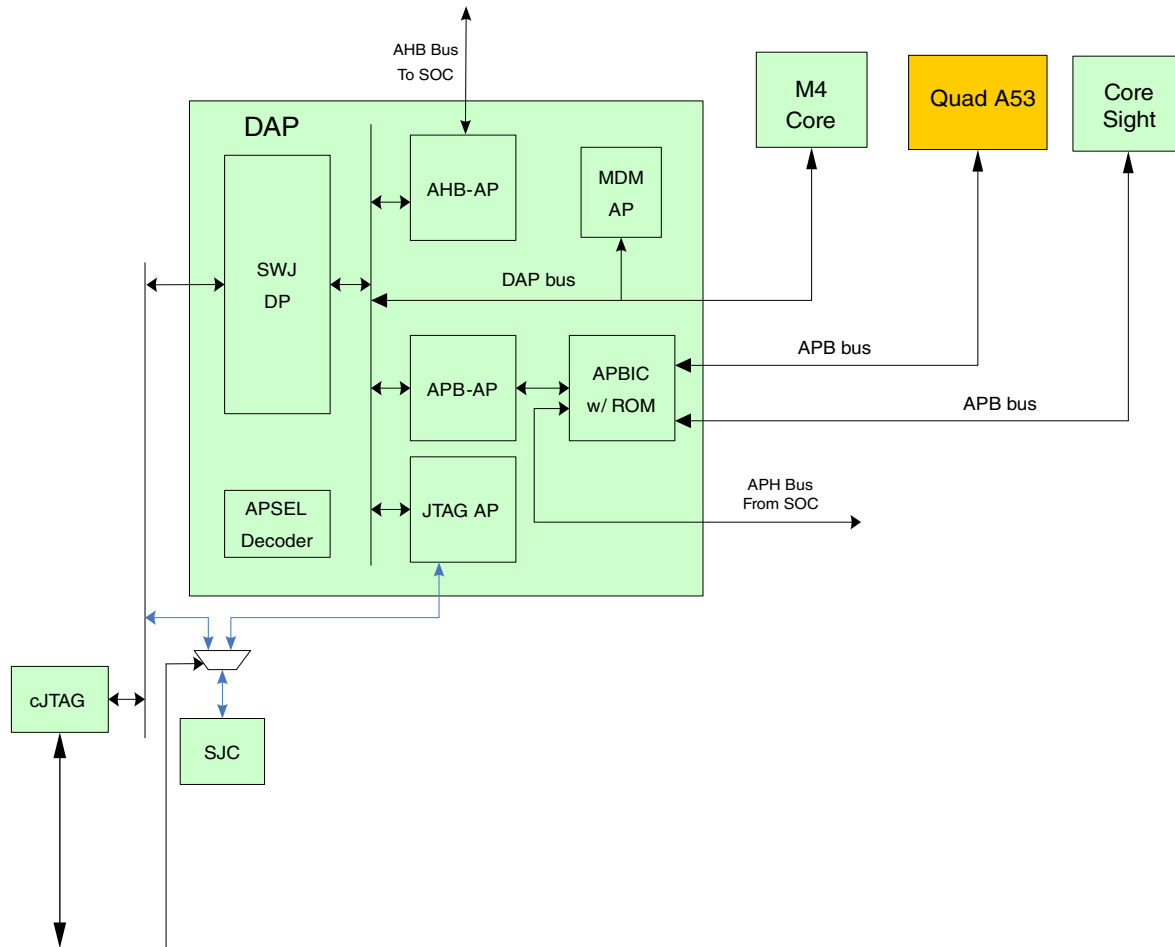 AHB Bus
To SOC
M4
Core
Quad A53
Core
Sight
DAP
AHB-AP
MDM
AP
SWJ
DP
DAP bus
APB-AP
APBIC
w/ ROM
APB bus
APB bus
APSEL
Decoder
JTAG AP
APH Bus
From SOC
cJTAG
SJC